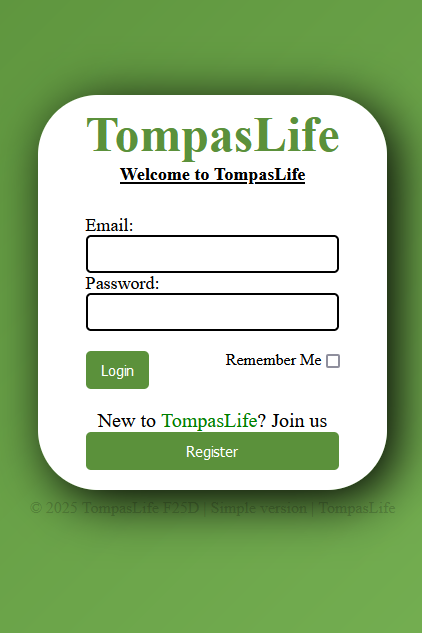 TompasLife
Welcome to TompasLife
Email:
Password:
Login
Remember Me
New to TompasLife? Join us
Register
© 2025 TompasLife F25D | Simple version | TompasLife